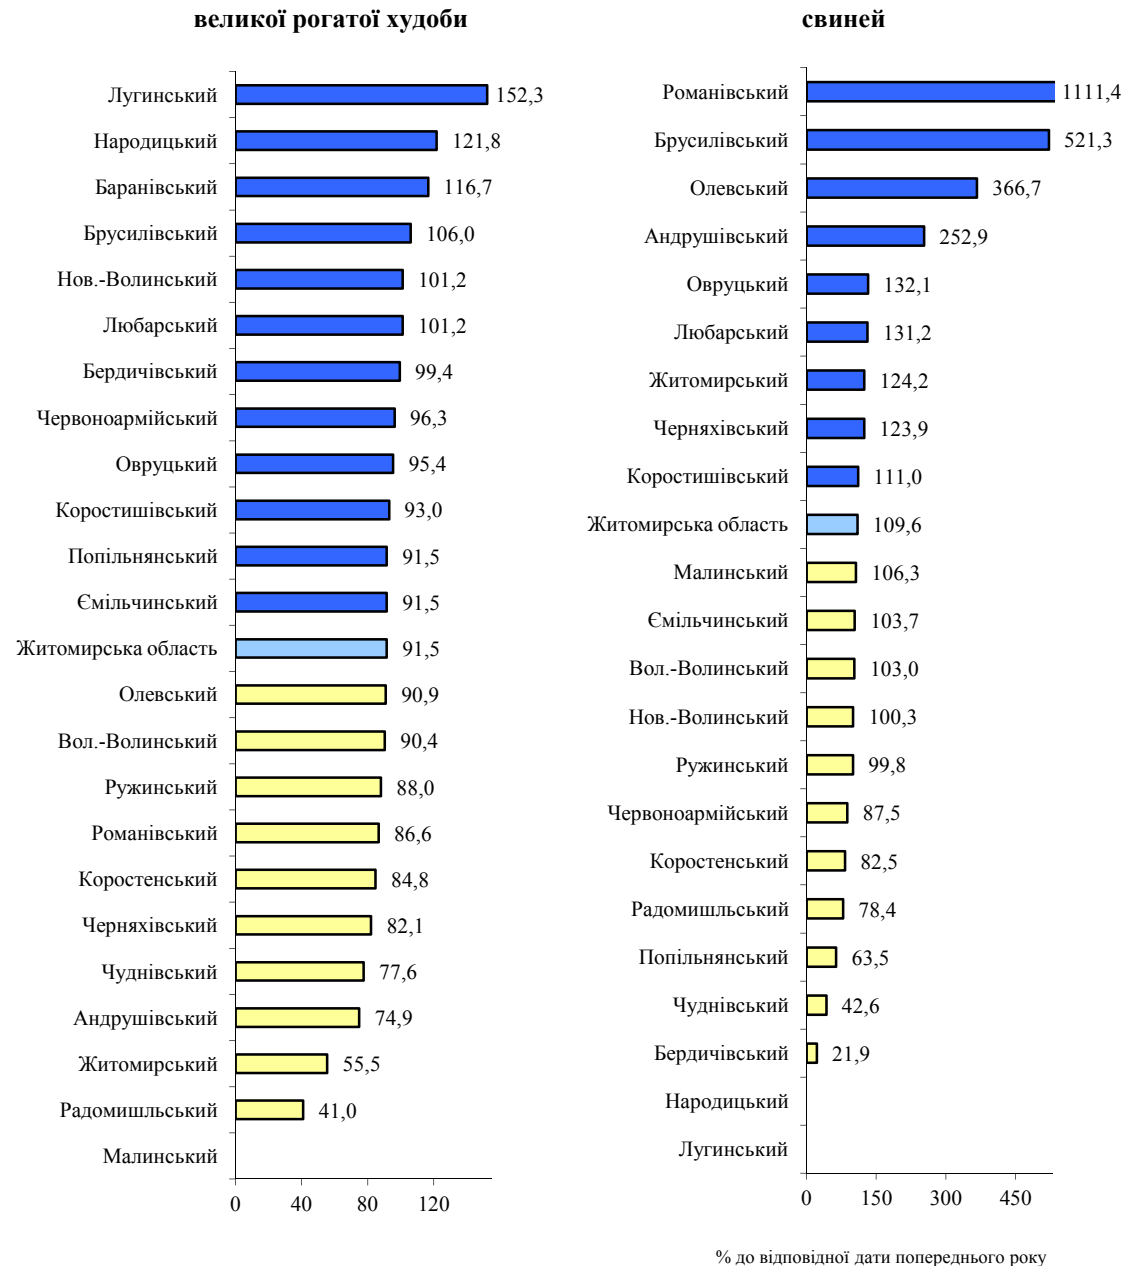 великої рогатої худоби
Лугинський 152,3
Народицький 121,8
Баранівський 116,7
Брусилівський 106,0
Нов.-Волинський 101,2
Любарський 101,2
Бердичівський 99,4
Червоноармійський 96,3
Овруцький 95,4
Коростишівський 93,0
Попільнянський 91,5
Ємільчинський 91,5
Житомирська область 91,5
Олевський 90,9
Вол.-Волинський 90,4
Ружинський 88,0
Романівський 86,6
Коростенський 84,8
Черняхівський 82,1
Чуднівський 77,6
Андрушівський 74,9
Житомирський 55,5
Радомишльський 41,0
Малинський
0 40 80 120
свиней
Романівський 1111,4
Брусилівський 521,3
Олевський 366,7
Андрушівський 252,9
Овруцький 132,1
Любарський 131,2
Житомирський 124,2
Черняхівський 123,9
Коростишівський 111,0
Житомирська область 109,6
Малинський 106,3
Ємільчинський 103,7
Вол.-Волинський 103,0
Нов.-Волинський 100,3
Ружинський 99,8
Червоноармійський 87,5
Коростенський 82,5
Радомишльський 78,4
Попільнянський 63,5
Чуднівський 42,6
Бердичівський 21,9
Народицький
Лугинський
0 150 300 450
% до відповідної дати попереднього року